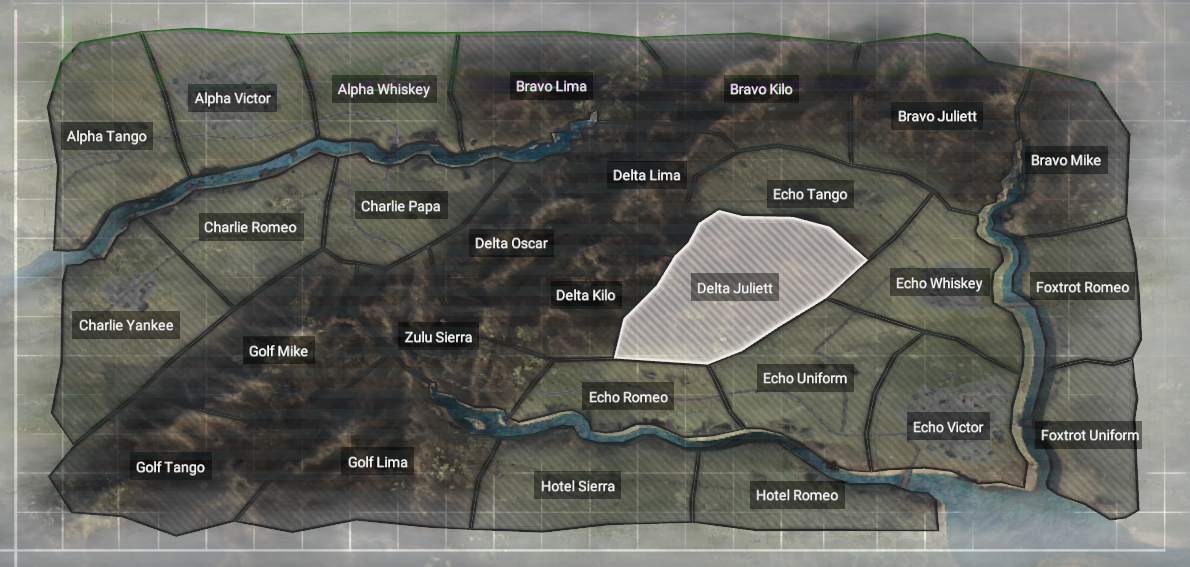 Alpha Tango
Alpha Victor
Alpha Whiskey
Bravo Lima
Bravo Kilo
Bravo Juliett
Bravo Mike
Charlie Romeo
Charlie Papa
Delta Lima
Echo Tango
Delta Oscar
Charlie Yankee
Delta Kilo
Delta Juliett
Echo Whiskey
Foxtrot Romeo
Golf Mike
Zulu Sierra
Echo Romeo
Echo Uniform
Echo Victor
Foxtrot Uniform
Golf Tango
Golf Lima
Hotel Sierra
Hotel Romeo